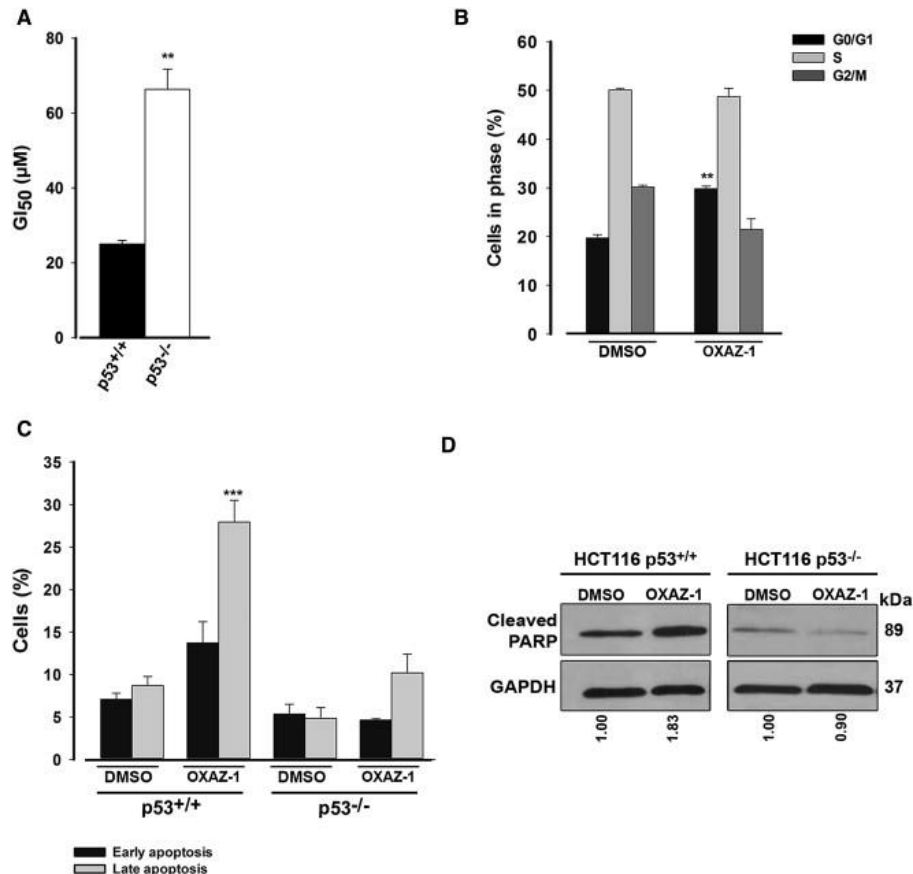 A
GI50 (µM)
80
60
40
20
0
**
p53+/+
p53-/-
B
Cells in phase (%)
60
50
40
30
20
10
0
**
DMSO
OXAZ-1
G0/G1
S
G2/M
C
Cells (%)
35
30
25
20
15
10
5
0
***
DMSO OXAZ-1 DMSO OXAZ-1
p53+/+ p53-/-
Early apoptosis
Late apoptosis
D
HCT116 p53+/+ HCT116 p53-/-
DMSO OXAZ-1 DMSO OXAZ-1 kDa
Cleaved
PARP 89
GAPDH 37
1.00 1.83 1.00 0.90